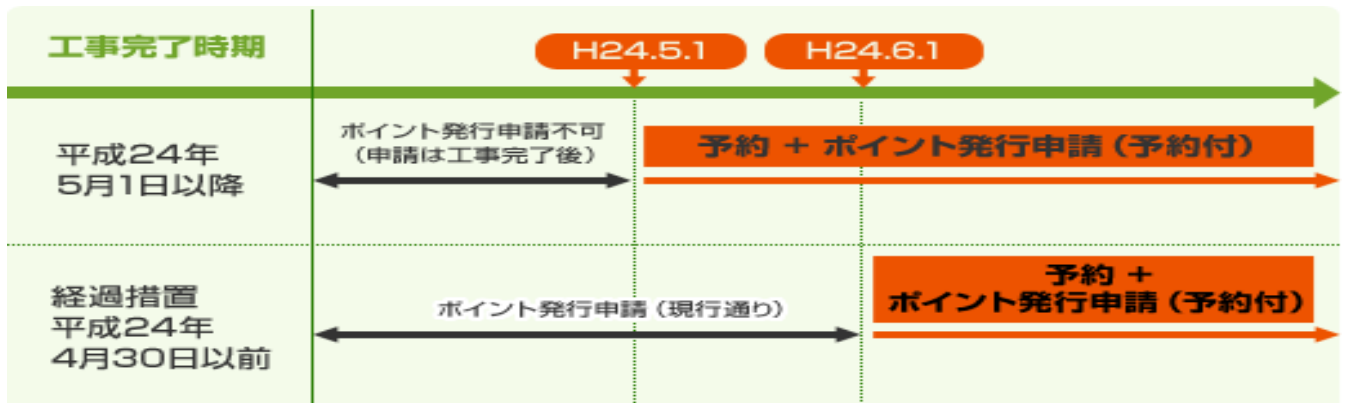 工事完了時期
H24.5.1
H24.6.1
平成24年
5月1日以降
ポイント発行申請不可
(申請は工事完了後)
予約 + ポイント発行申請(予約付)
経過措置
平成24年
4月30日以前
ポイント発行申請(現行通り)
予約 +
ポイント発行申請(予約付)